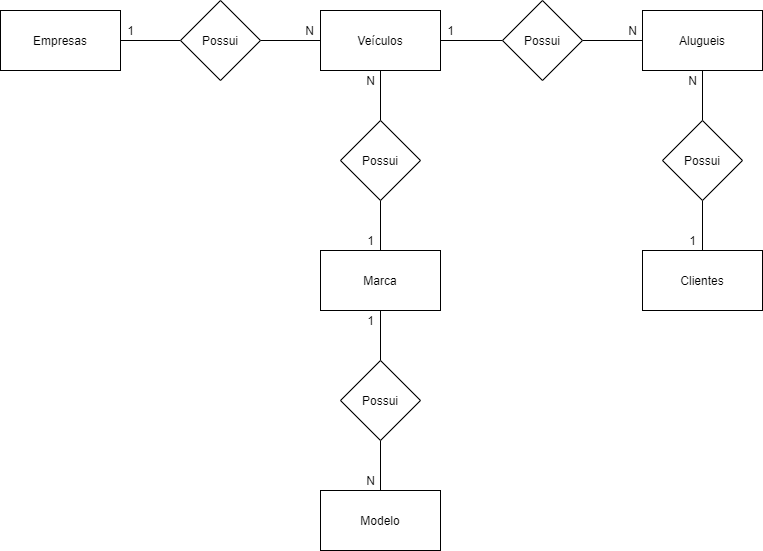 Empresas
1
Possui
N
Veículos
1
Possui
N
Alugueis
N
Possui
1
Marca
1
Possui
N
Modelo
N
Possui
1
Clientes